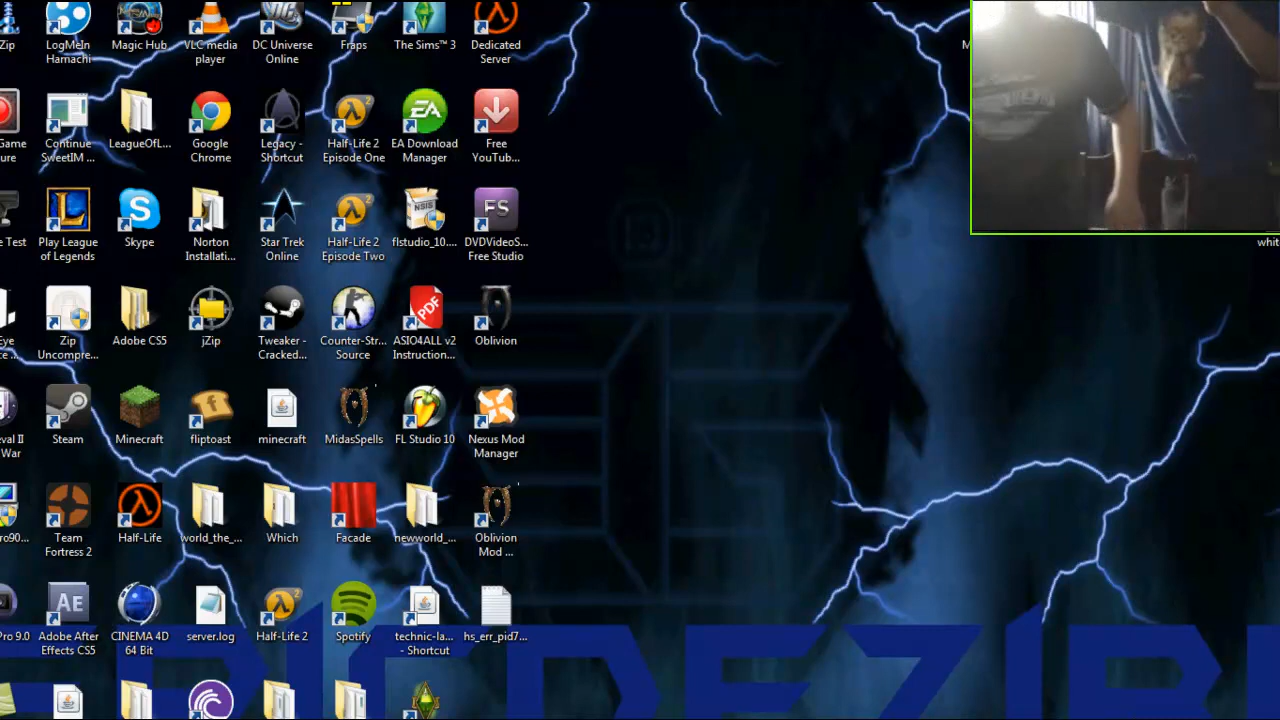 Zip
LogMeIn
Hamachi
Magic Hub
VLC media
player
DC Universe
Online
Fraps
The Sims™ 3
Dedicated
Server
Game
ure
Continue
SweetIM ...
LeagueOfL...
Google
Chrome
Legacy -
Shortcut
Half-Life 2
Episode One
EA
EA Download
Manager
Free
YouTub...
e Test
Play League
of Legends
Skype
Norton
Installati...
Star Trek
Online
Half-Life 2
Episode Two
NSIS
flstudio_10....
FS
DVDVideoS...
Free Studio
whit
Eye
Zip
Uncompre...
Adobe CS5
jZip
Tweaker -
Cracked...
Counter-Str...
Source
PDF
ASIO4ALL v2
Instruction...
Oblivion
eval II
War
Steam
Minecraft
fliptoast
minecraft
MidasSpells
FL Studio 10
Nexus Mod
Manager
ro90...
Team
Fortress 2
Half-Life
world_the_...
Which
Facade
newworld_...
Oblivion
Mod ...
Pro 9.0
AE
Adobe After
Effects CS5
CINEMA 4D
64 Bit
server.log
Half-Life 2
Spotify
technic-la...
- Shortcut
hs_err_pid7...